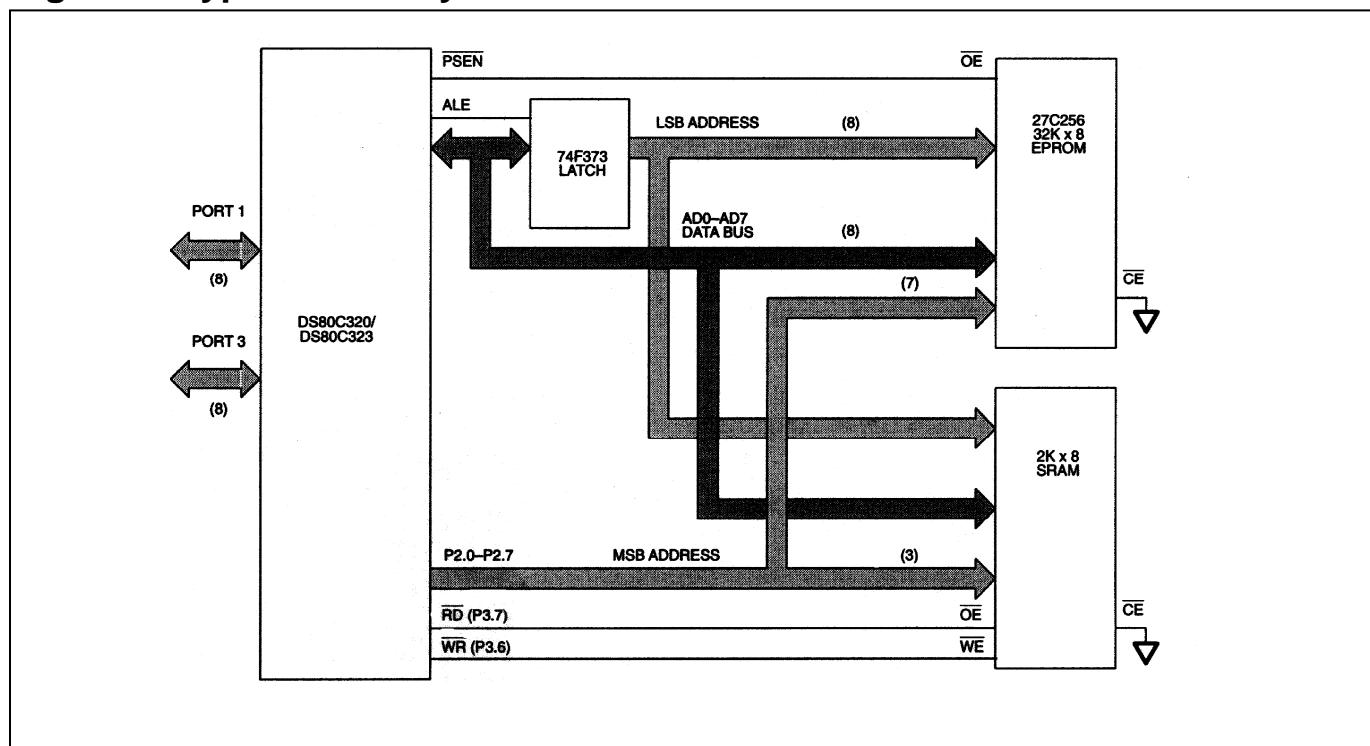 PSEN
OE
ALE
LSB ADDRESS
(8)
74F373
LATCH
27C256
32K x 8
EPROM
PORT 1
(8)
AD0–AD7
DATA BUS
(8)
(7)
CE
DS80C320/
DS80C323
PORT 3
(8)
2K x 8
SRAM
P2.0–P2.7
MSB ADDRESS
(3)
RD (P3.7)
OE
CE
WR (P3.6)
WE